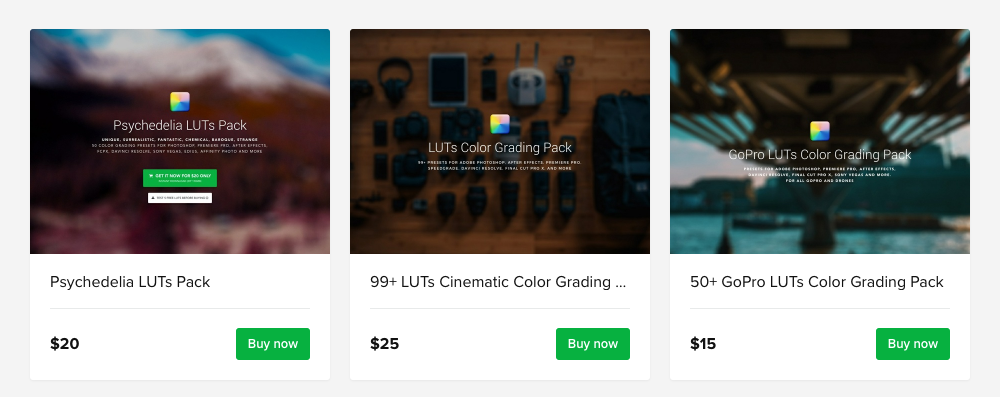 Psychedelia LUTs Pack
UNIQUE, SURREALISTIC, FANTASTIC, CHEMICAL, BAROQUE, STRANGE
50 COLOR GRADING PRESETS FOR PHOTOSHOP, PREMIERE PRO, AFTER EFFECTS,
FCPX, DAVINCI RESOLVE, SONY VEGAS, EDIUS, AFFINITY PHOTO AND MORE
GET IT NOW FOR $20 ONLY
Psychedelia LUTs Pack
$20
Buy now
LUTs Color Grading Pack
99+ PRESETS FOR ADOBE PHOTOSHOP, AFTER EFFECTS, PREMIERE PRO,
SPEEDGRADE, DAVINCI RESOLVE, FINAL CUT PRO X, AND MORE
99+ LUTs Cinematic Color Grading ...
$25
Buy now
GoPro LUTs Color Grading Pack
PRESETS FOR ADOBE PHOTOSHOP, PREMIERE PRO, AFTER EFFECTS,
DAVINCI RESOLVE, FINAL CUT PRO X, SONY VEGAS AND MORE.
FOR ALL GOPRO AND DRONES
50+ GoPro LUTs Color Grading Pack
$15
Buy now